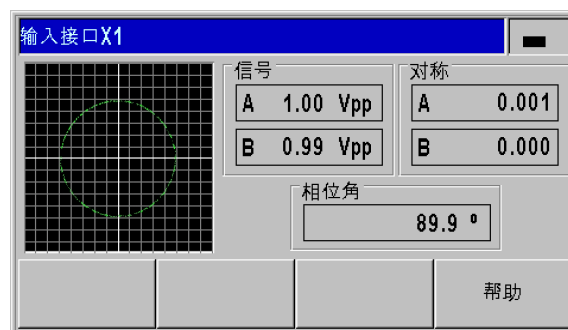 输入接口X1
信号
A 1.00 Vpp
B 0.99 Vpp
对称
A 0.001
B 0.000
相位角
89.9 º
帮助